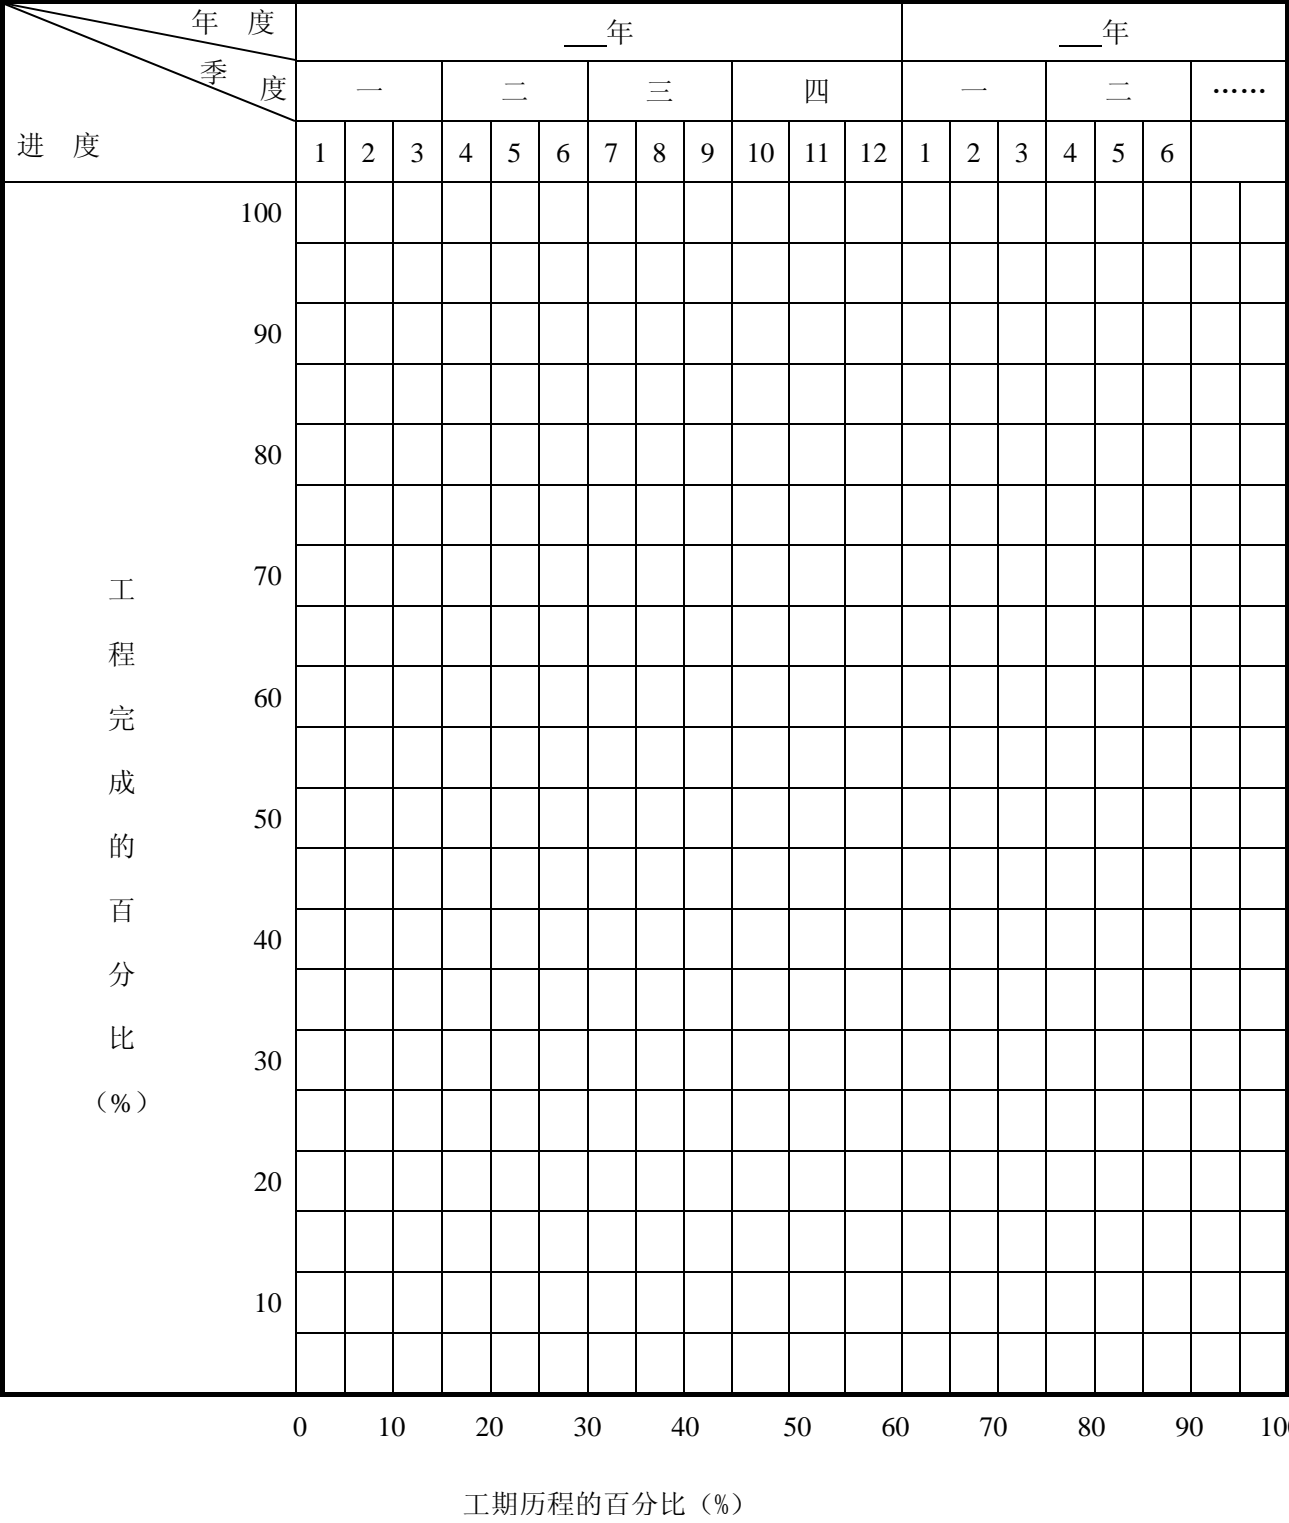 年 度
___年 ___年
季 度
一 二 三 四 一 二 ……
进 度
1 2 3 4 5 6 7 8 9 10 11 12 1 2 3 4 5 6
100
90
80
70
60
50
40
30
20
10
工
程
完
成
的
百
分
比
（%）
0 10 20 30 40 50 60 70 80 90 100
工期历程的百分比（%）